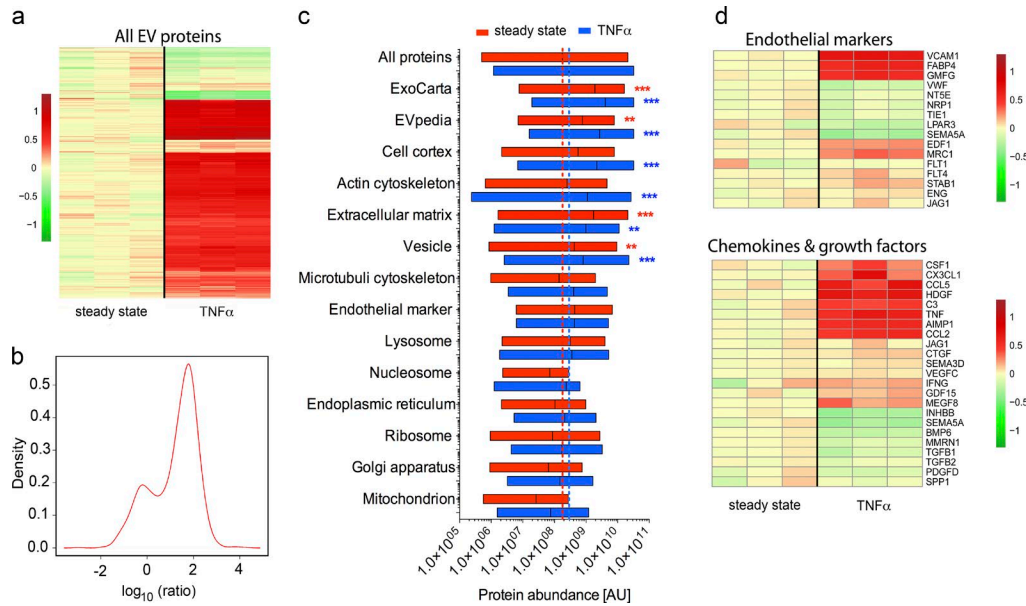 a
All EV proteins
1
0.5
0
−0.5
−1
steady state
TNFα
b
Density
0.5
0.4
0.3
0.2
0.1
0.0
-2
0
2
4
log10 (ratio)
c
steady state
TNFα
All proteins
ExoCarta
***
***
EVpedia
**
***
Cell cortex
***
Actin cytoskeleton
***
Extracellular matrix
***
**
Vesicle
**
***
Microtubuli cytoskeleton
Endothelial marker
Lysosome
Nucleosome
Endoplasmic reticulum
Ribosome
Golgi apparatus
Mitochondrion
1.0×10^05
1.0×10^06
1.0×10^07
1.0×10^08
1.0×10^09
1.0×10^10
1.0×10^11
Protein abundance [AU]
d
Endothelial markers
VCAM1
FABP4
GMFG
VWF
NT5E
NRP1
TIE1
LPAR3
SEMA5A
EDF1
MRC1
FLT1
FLT4
STAB1
ENG
JAG1
1
0.5
0
−0.5
−1
Chemokines & growth factors
CSF1
CX3CL1
CCL5
HDGF
C3
TNF
AIMP1
CCL2
JAG1
CTGF
SEMA3D
VEGFC
IFNG
GDF15
MEGF8
INHBB
SEMA5A
BMP6
MMRN1
TGFB1
TGFB2
PDGFD
SPP1
1
0.5
0
−0.5
−1
steady state
TNFα